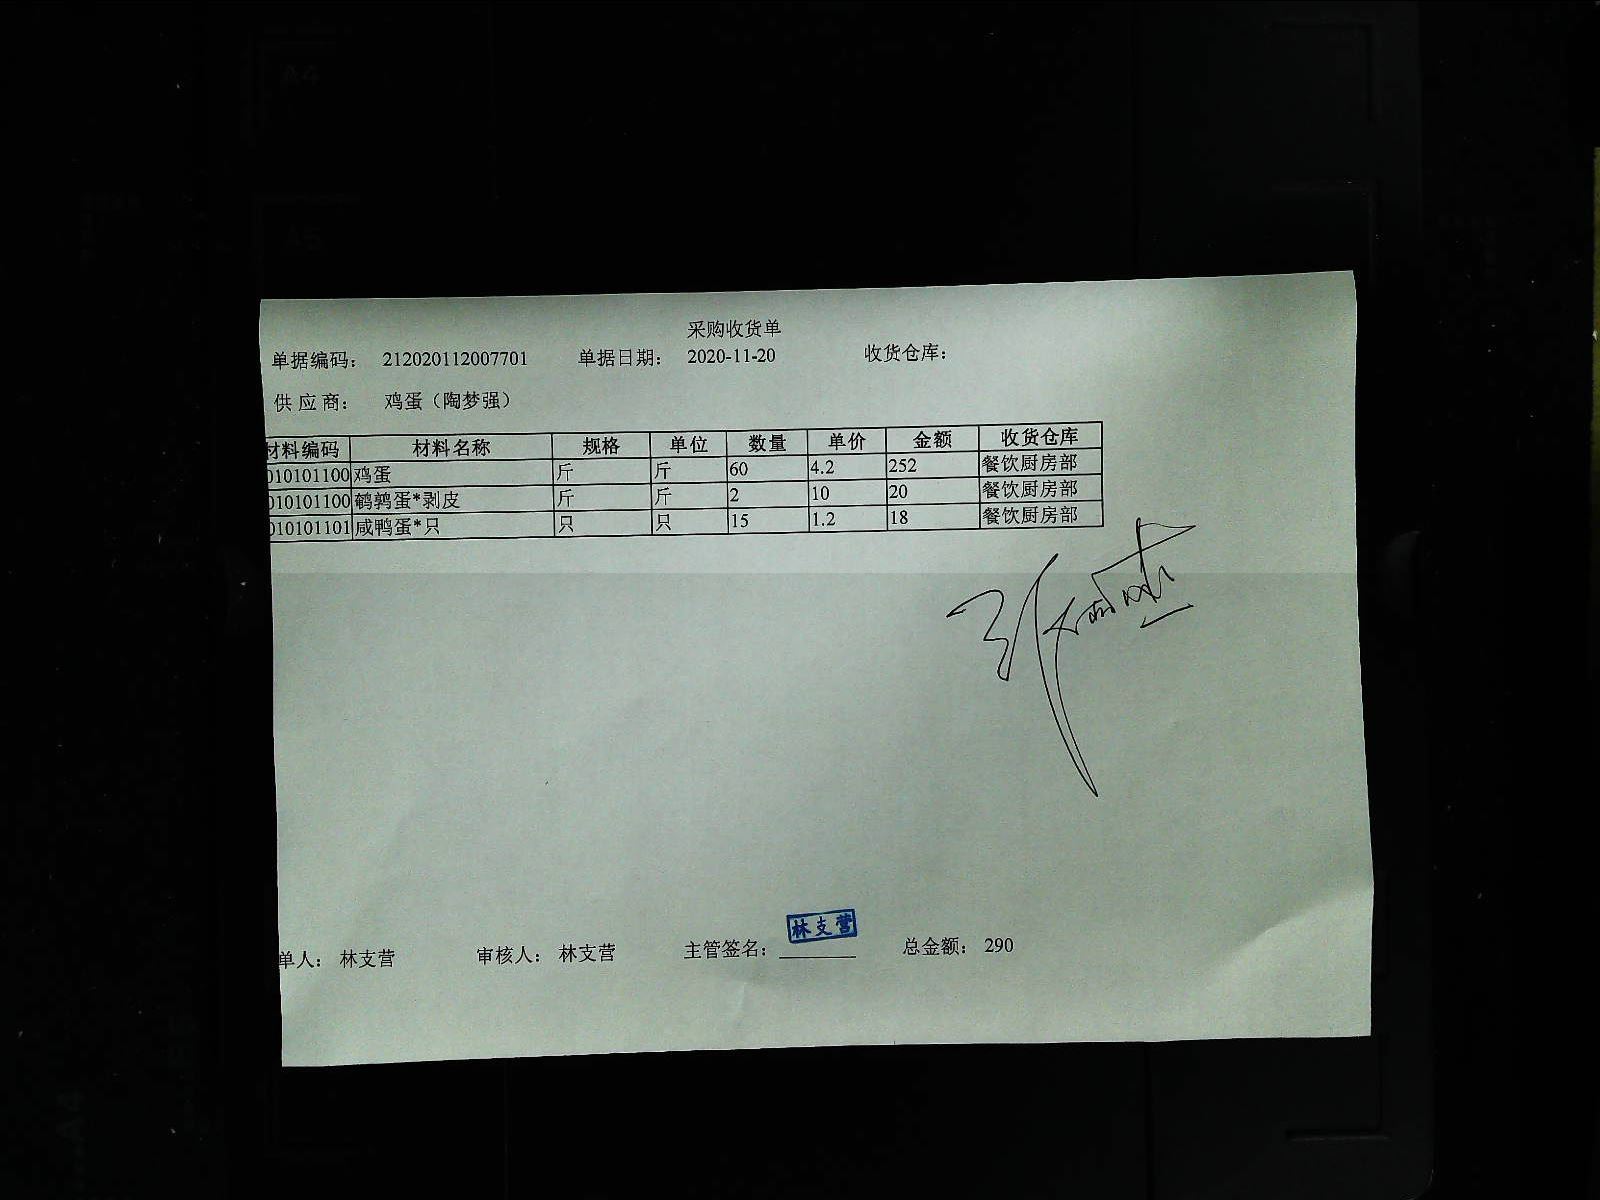 采购收货单
单据编码： 212020112007701 单据日期： 2020-11-20 收货仓库：
供 应 商： 鸡蛋（陶梦强）
材料编码 材料名称 规格 单位 数量 单价 金额 收货仓库
010101100 鸡蛋 斤 斤 60 4.2 252 餐饮厨房部
010101100 鹌鹑蛋*剥皮 斤 斤 2 10 20 餐饮厨房部
010101101 咸鸭蛋*只 只 只 15 1.2 18 餐饮厨房部
林支营
单人： 林支营 审核人： 林支营 主管签名： 总金额： 290